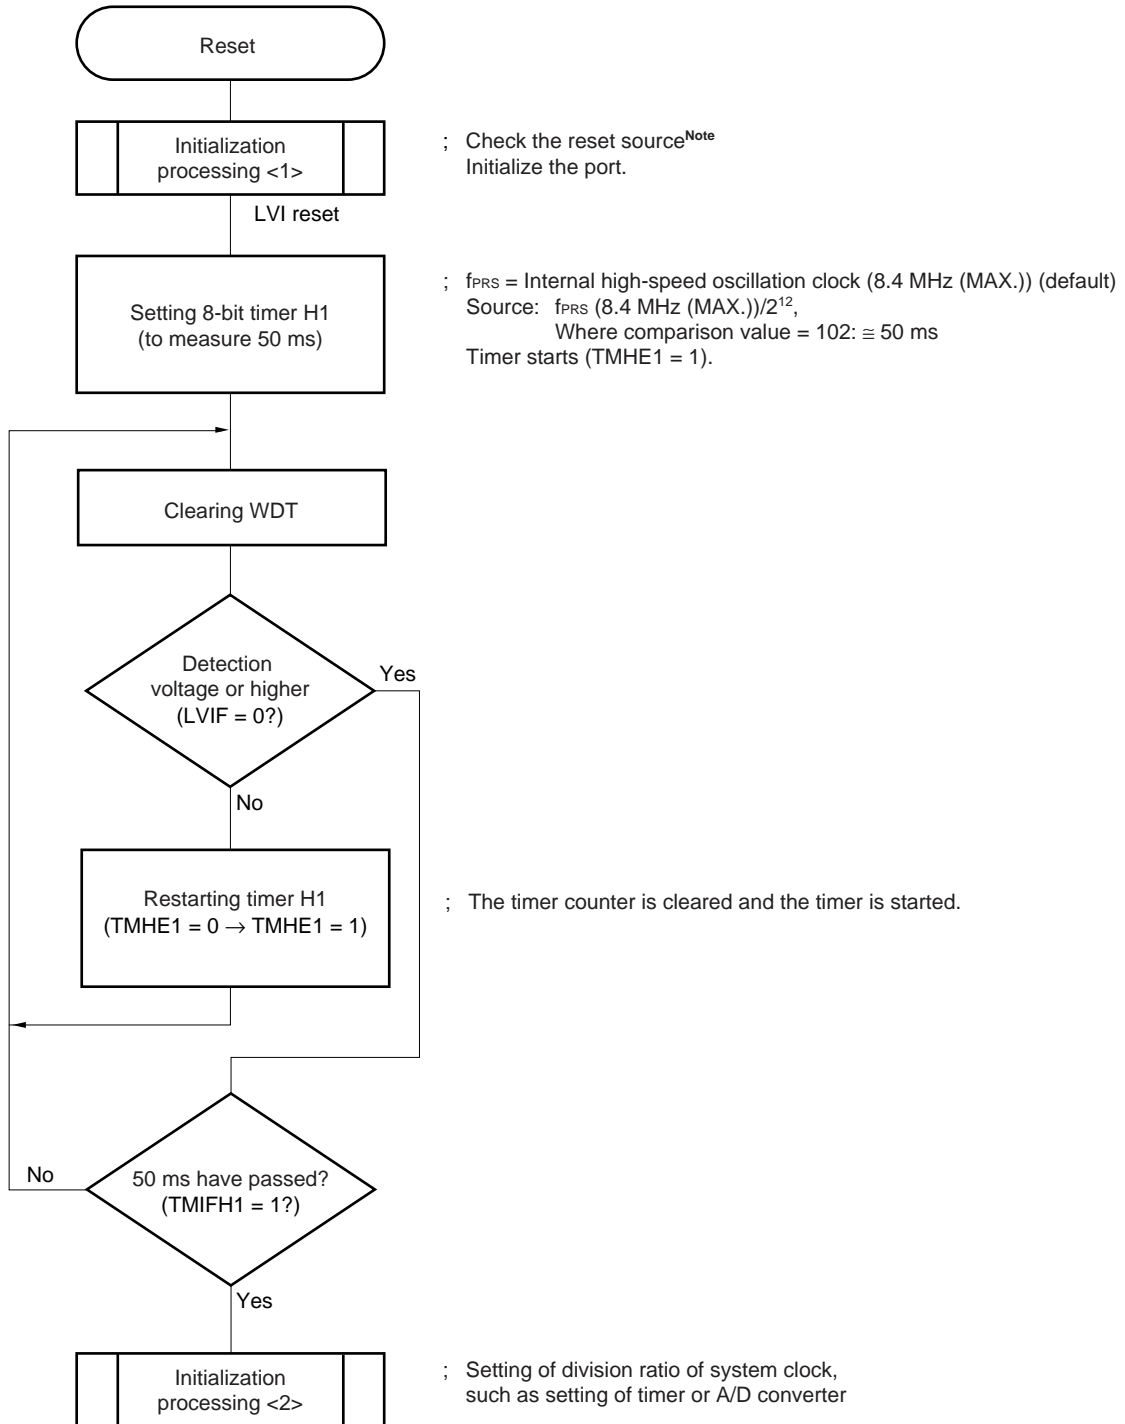 Reset
Initialization
processing <1>
; Check the reset sourceNote
Initialize the port.
LVI reset
Setting 8-bit timer H1
(to measure 50 ms)
; fPRS = Internal high-speed oscillation clock (8.4 MHz (MAX.)) (default)
Source: fPRS (8.4 MHz (MAX.))/2¹²,
Where comparison value = 102: ≅ 50 ms
Timer starts (TMHE1 = 1).
Clearing WDT
Detection
voltage or higher
(LVIF = 0?)
Yes
No
Restarting timer H1
(TMHE1 = 0 → TMHE1 = 1)
; The timer counter is cleared and the timer is started.
50 ms have passed?
(TMIFH1 = 1?)
No
Yes
Initialization
processing <2>
; Setting of division ratio of system clock,
such as setting of timer or A/D converter